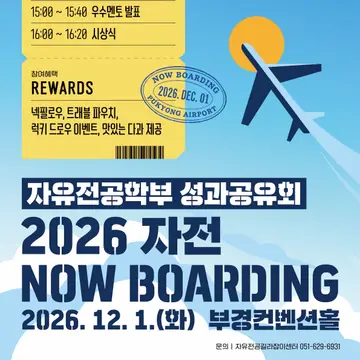 15:00 ~ 15:40 우수멘토 발표
16:00 ~ 16:20 시상식
참여혜택
REWARDS
넥필로우, 트래블 파우치,
럭키 드로우 이벤트, 맛있는 다과 제공
NOW BOARDING
2026. DEC. 01
PUKYONG AIRPORT
자유전공학부 성과공유회
2026 자전
NOW BOARDING
2026. 12. 1.(화) 부경컨벤션홀
문의 | 자유전공길라잡이센터 051-629-6931